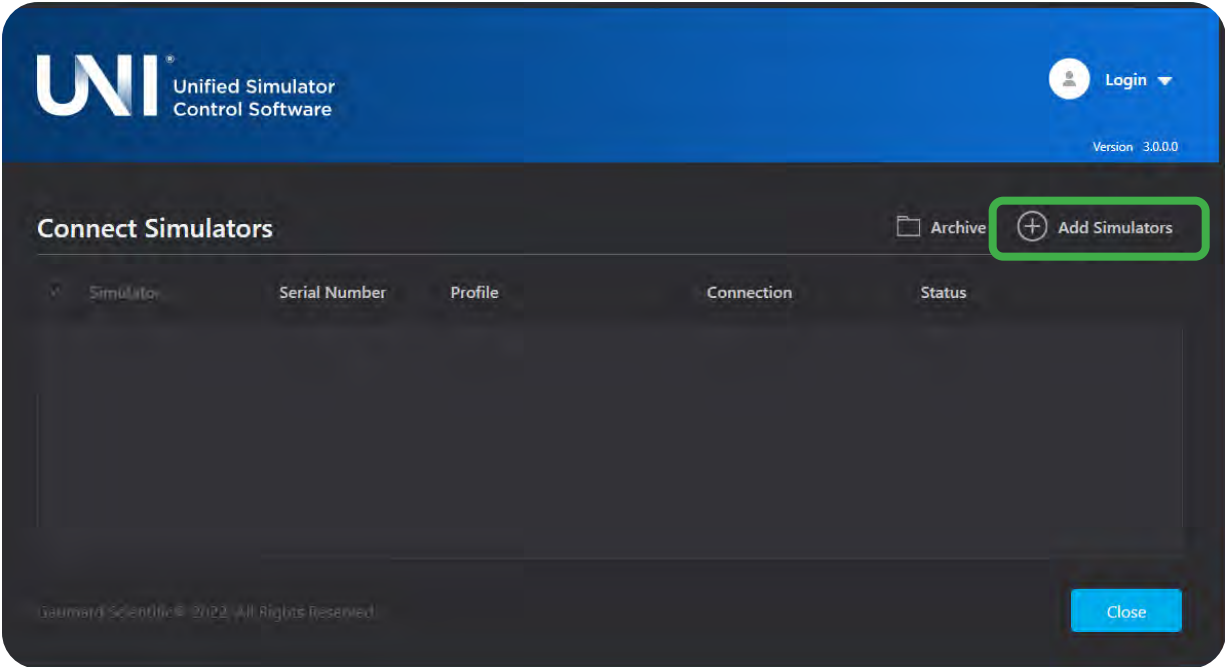 UNI®
Unified Simulator
Control Software
Login
Version 3.0.0.0
Connect Simulators
Archive
Add Simulators
Simulator
Serial Number
Profile
Connection
Status
Gaumard Scientific© 2022. All Rights Reserved.
Close